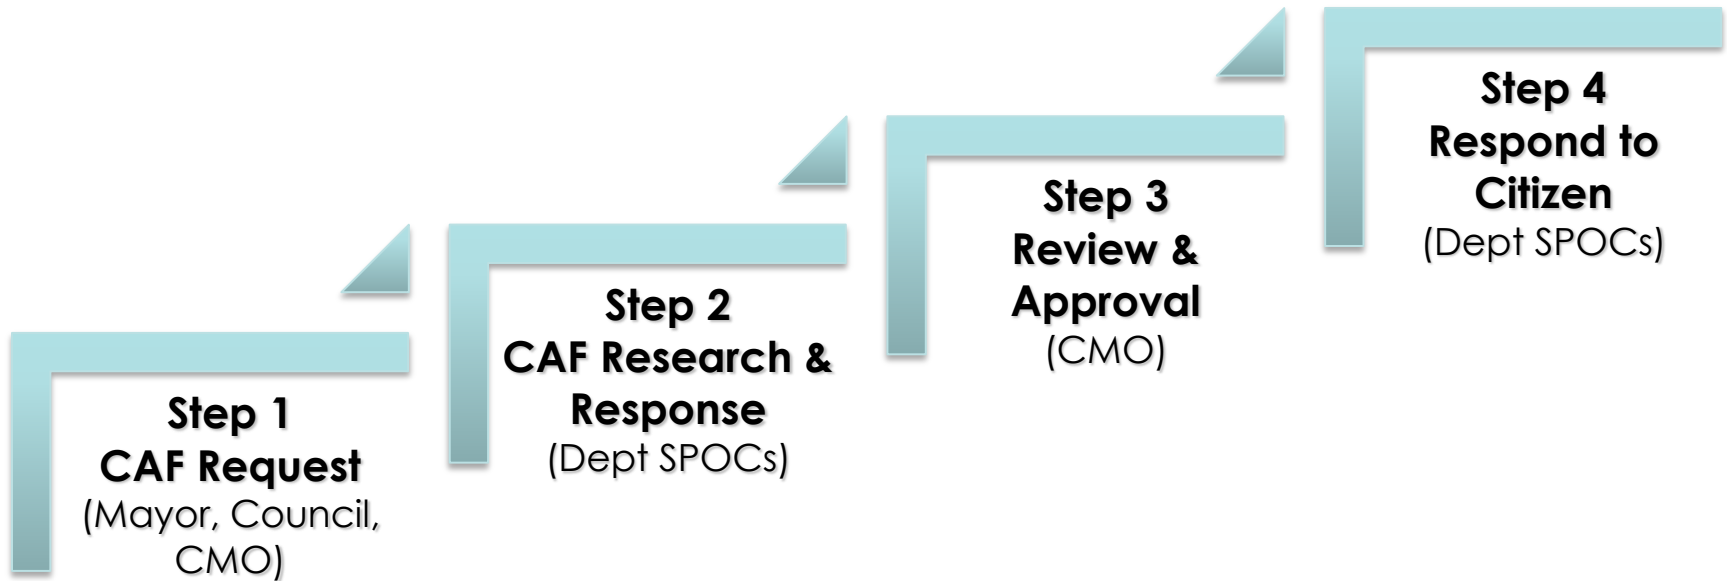 Step 1
CAF Request
(Mayor, Council,
CMO)
Step 2
CAF Research &
Response
(Dept SPOCs)
Step 3
Review &
Approval
(CMO)
Step 4
Respond to
Citizen
(Dept SPOCs)